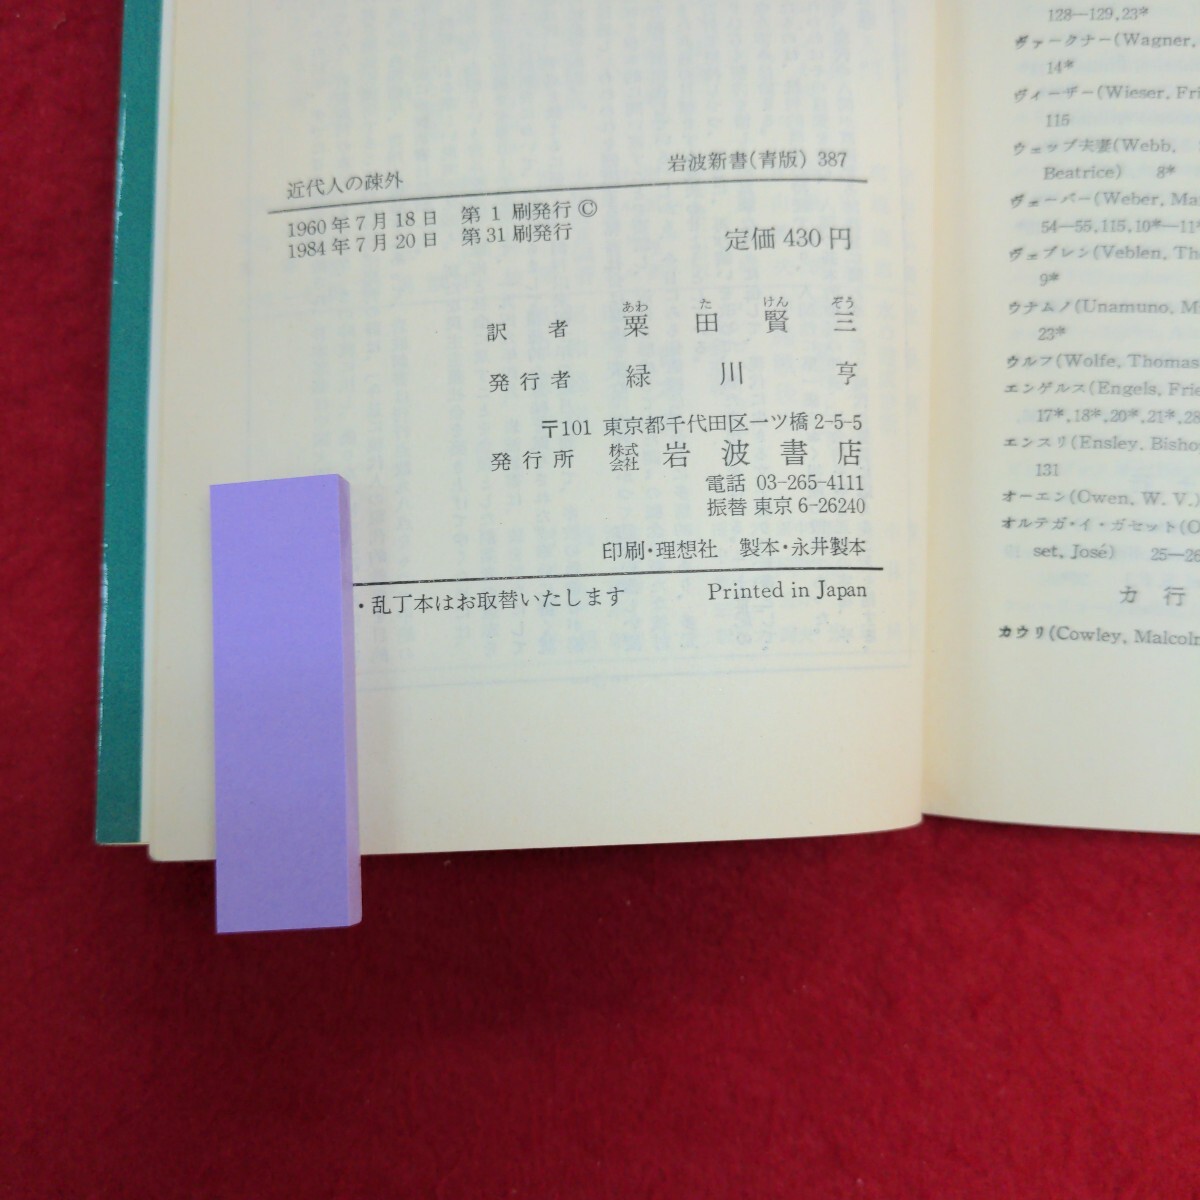 近代人の疎外
岩波新書(青版) 387
1960年7月18日 第1刷発行©
1984年7月20日 第31刷発行
定価430円
あわ た けん ぞう
訳者 粟田賢三
発行者 緑川亨
〒101 東京都千代田区一ツ橋2-5-5
発行所 株式会社 岩波書店
電話 03-265-4111
振替 東京6-26240
印刷・理想社 製本・永井製本
・乱丁本はお取替いたします
Printed in Japan
128—129,23*
ヴァークナー(Wagner,
14*
ヴィーザー(Wieser, Fri
115
ウェッブ夫妻(Webb,
Beatrice) 8*
ヴェーバー(Weber, Ma
54—55,115,10*—11*
ヴェブレン(Veblen, Th
9*
ウナムノ(Unamuno, M
23*
ウルフ(Wolfe, Thomas
エンゲルス(Engels, Frie
17*,18*,20*,21*,28
エンスリ(Ensley, Bishop
131
オーエン(Owen, W. V.)
オルテガ・イ・ガセット(O
set, José) 25—26
カ行
カウリ(Cowley, Malcolm